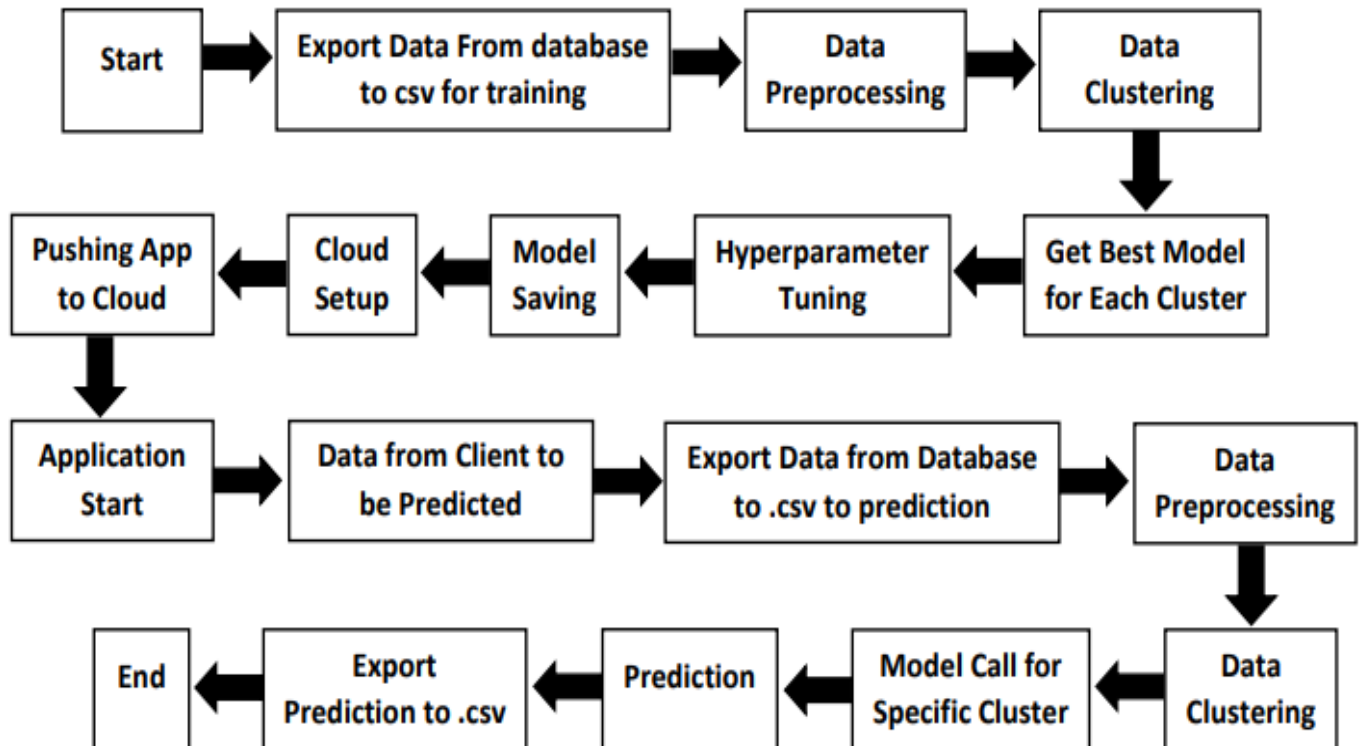 Start
Export Data From database
to csv for training
Data
Preprocessing
Data
Clustering
Get Best Model
for Each Cluster
Hyperparameter
Tuning
Model
Saving
Cloud
Setup
Pushing App
to Cloud
Application
Start
Data from Client to
be Predicted
Export Data from Database
to .csv to prediction
Data
Preprocessing
Data
Clustering
Model Call for
Specific Cluster
Prediction
Export
Prediction to .csv
End